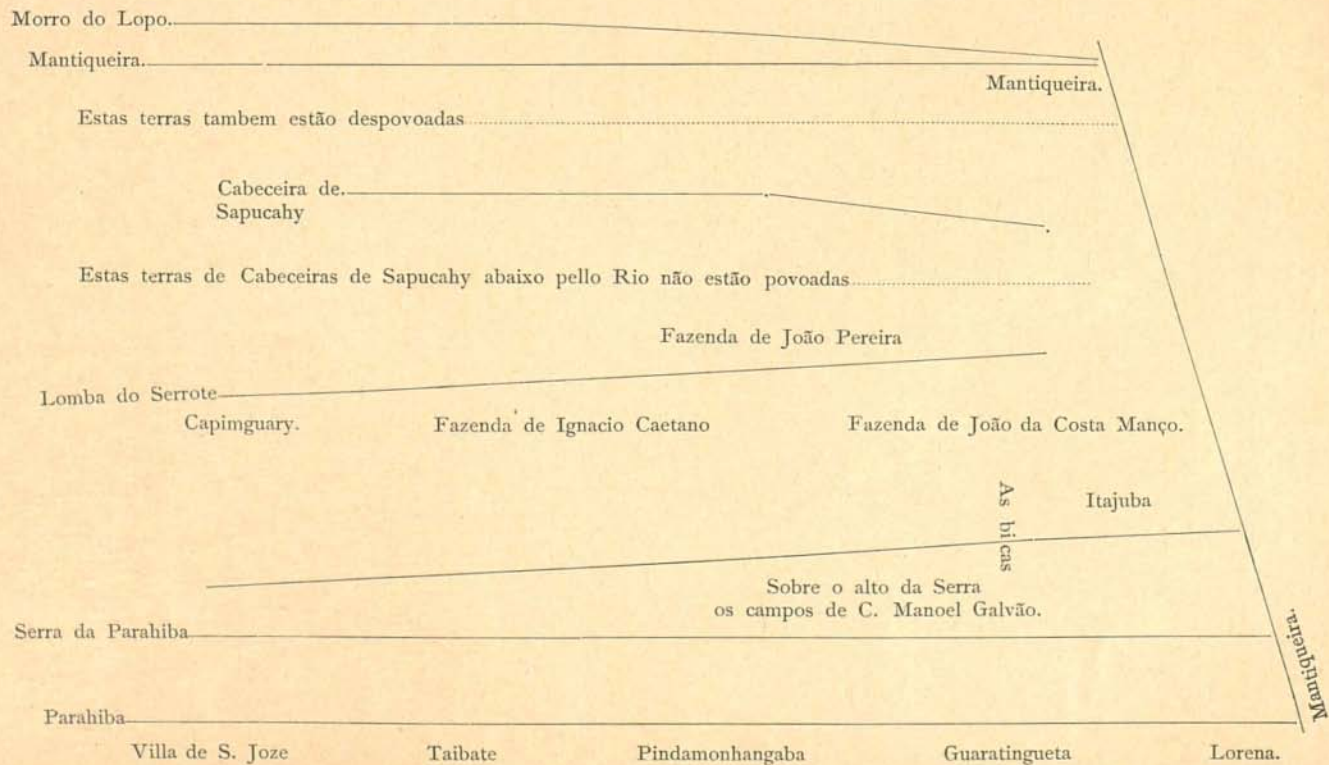 Morro do Lopo.
Mantiqueira.
Mantiqueira.
Estas terras tambem estão despovoadas
Cabeceira de.
Sapucahy
Estas terras de Cabeceiras de Sapucahy abaixo pello Rio não estão povoadas
Fazenda de João Pereira
Lomba do Serrote
Capimguary.
Fazenda de Ignacio Caetano
Fazenda de João da Costa Manço.
As bicas
Itajuba
Sobre o alto da Serra
os campos de C. Manoel Galvão.
Serra da Parahiba
Mantiqueira.
Parahiba
Villa de S. Joze
Taibate
Pindamonhangaba
Guaratingueta
Lorena.